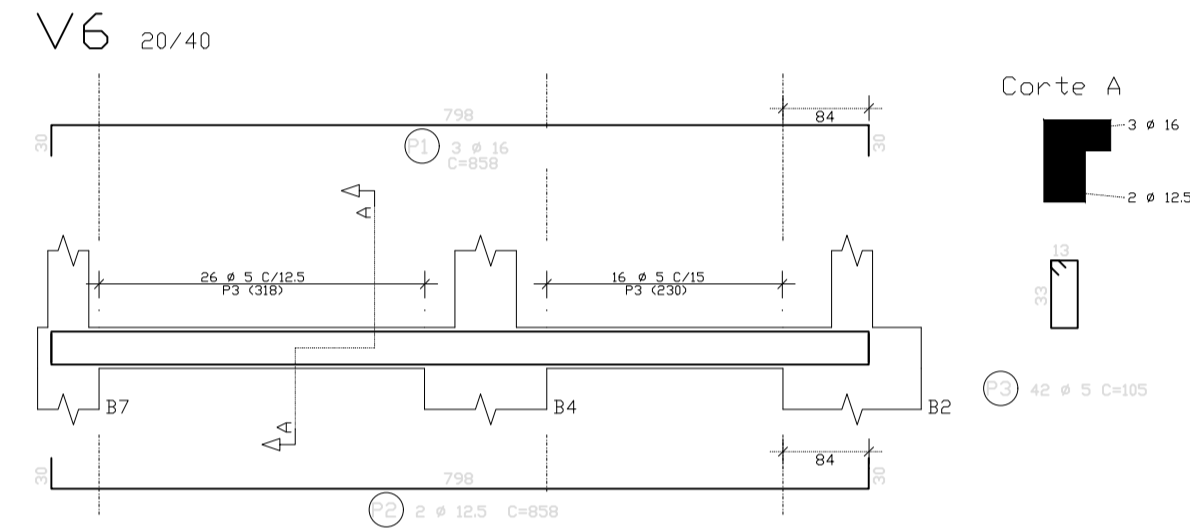 V6 20/40
Corte A
798
84
30
30
P1 3 ø 16
C=858
3 ø 16
2 ø 12.5
A
26 ø 5 C/12.5
P3 (318)
16 ø 5 C/15
P3 (230)
13
33
P3 42 ø 5 C=105
B7
B4
B2
A
84
30
798
30
P2 2 ø 12.5 C=858